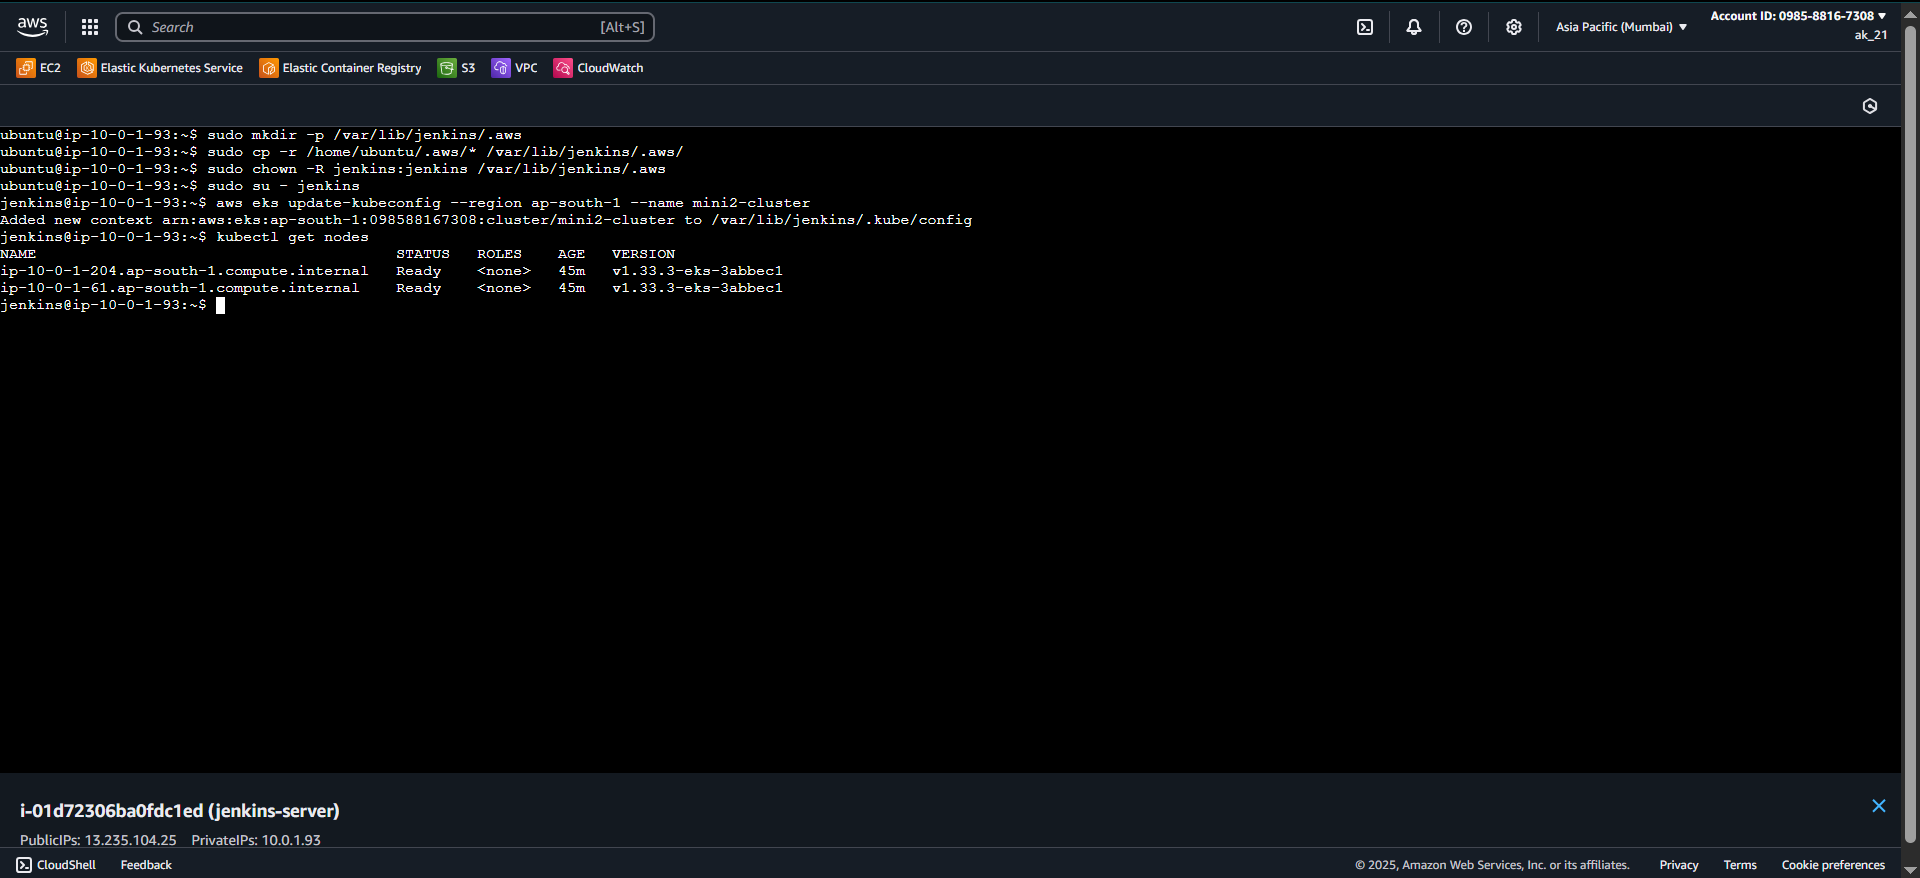 aws
Search [Alt+S]
Asia Pacific (Mumbai)
Account ID: 0985-8816-7308
ak_21
EC2 Elastic Kubernetes Service Elastic Container Registry S3 VPC CloudWatch
ubuntu@ip-10-0-1-93:~$ sudo mkdir -p /var/lib/jenkins/.aws
ubuntu@ip-10-0-1-93:~$ sudo cp -r /home/ubuntu/.aws/* /var/lib/jenkins/.aws/
ubuntu@ip-10-0-1-93:~$ sudo chown -R jenkins:jenkins /var/lib/jenkins/.aws
ubuntu@ip-10-0-1-93:~$ sudo su - jenkins
jenkins@ip-10-0-1-93:~$ aws eks update-kubeconfig --region ap-south-1 --name mini2-cluster
Added new context arn:aws:eks:ap-south-1:098588167308:cluster/mini2-cluster to /var/lib/jenkins/.kube/config
jenkins@ip-10-0-1-93:~$ kubectl get nodes
NAME STATUS ROLES AGE VERSION
ip-10-0-1-204.ap-south-1.compute.internal Ready <none> 45m v1.33.3-eks-3abbec1
ip-10-0-1-61.ap-south-1.compute.internal Ready <none> 45m v1.33.3-eks-3abbec1
jenkins@ip-10-0-1-93:~$
i-01d72306ba0fdc1ed (jenkins-server)
PublicIPs: 13.235.104.25 PrivateIPs: 10.0.1.93
CloudShell Feedback © 2025, Amazon Web Services, Inc. or its affiliates. Privacy Terms Cookie preferences